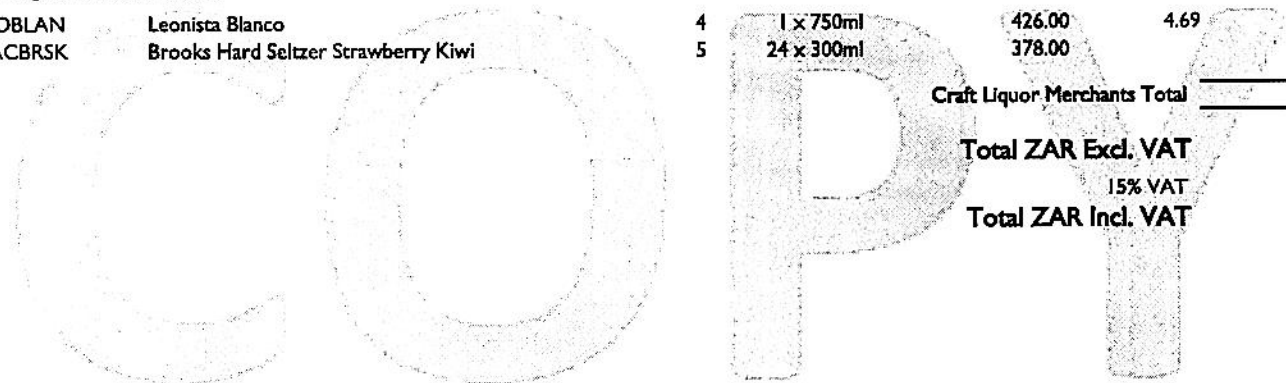 OBLAN Leonista Blanco 4 1 x 750ml 426.00 4.69
ACBRSK Brooks Hard Seltzer Strawberry Kiwi 5 24 x 300ml 378.00
Craft Liquor Merchants Total
Total ZAR Excl. VAT
15% VAT
Total ZAR Incl. VAT
COPY